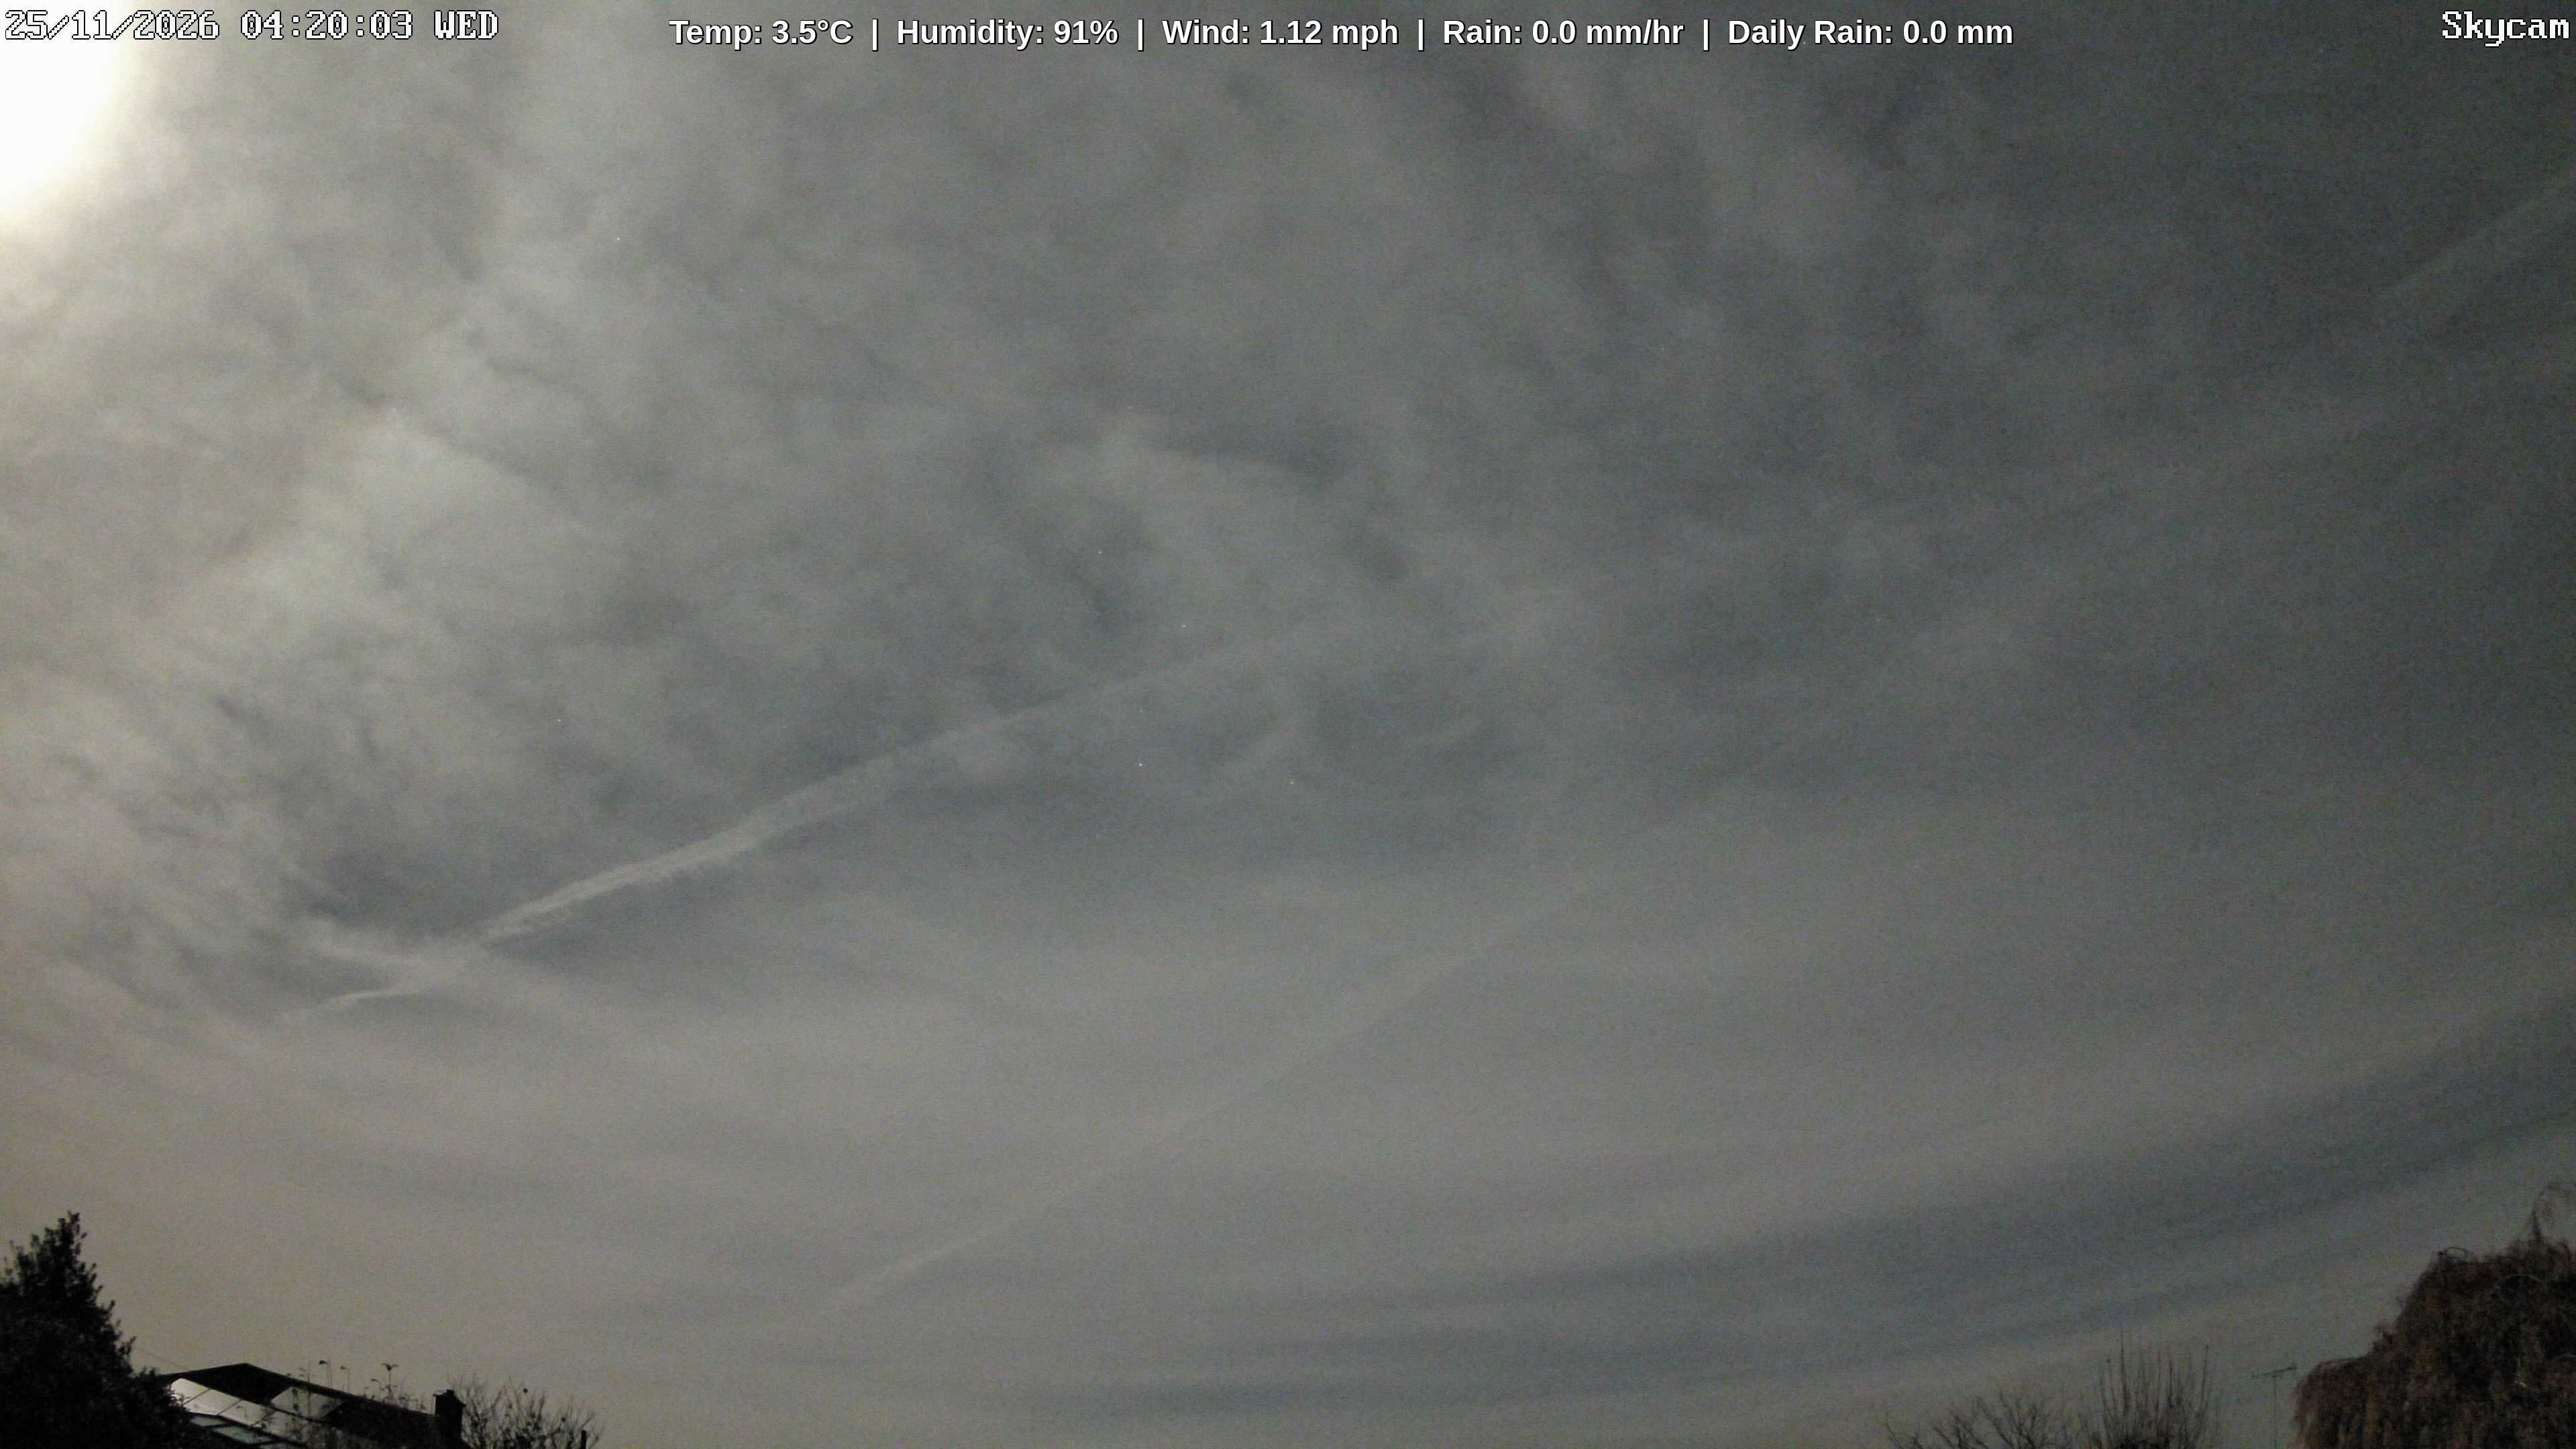 25/11/2026 04:20:03 WED
Temp: 3.5°C | Humidity: 91% | Wind: 1.12 mph | Rain: 0.0 mm/hr | Daily Rain: 0.0 mm
Skycam